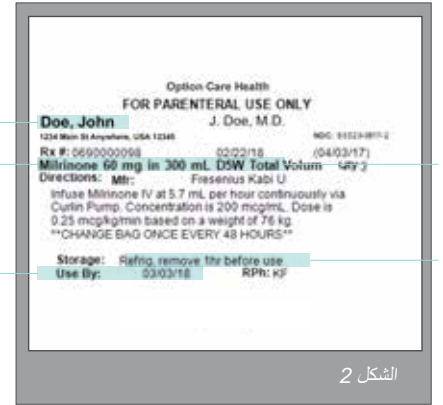 Option Care Health
FOR PARENTERAL USE ONLY
Doe, John J. Doe, M.D.
1234 Main St Anywhere, USA 12345 NDC:
Rx #: 0690000098 02/22/18 (04/03/17)
Milrinone 60 mg in 300 mL D5W Total Volum QTY:
Directions: Mfr: Fresenius Kabi U
Infuse Milrinone IV at 5.7 mL per hour continuously via
Curlin Pump. Concentration is 200 mcg/mL. Dose is
0.25 mcg/kg/min based on a weight of 76 kg.
**CHANGE BAG ONCE EVERY 48 HOURS**
Storage: Refrig, remove 1hr before use
Use By: 03/03/18 RPh: KF
الشكل 2